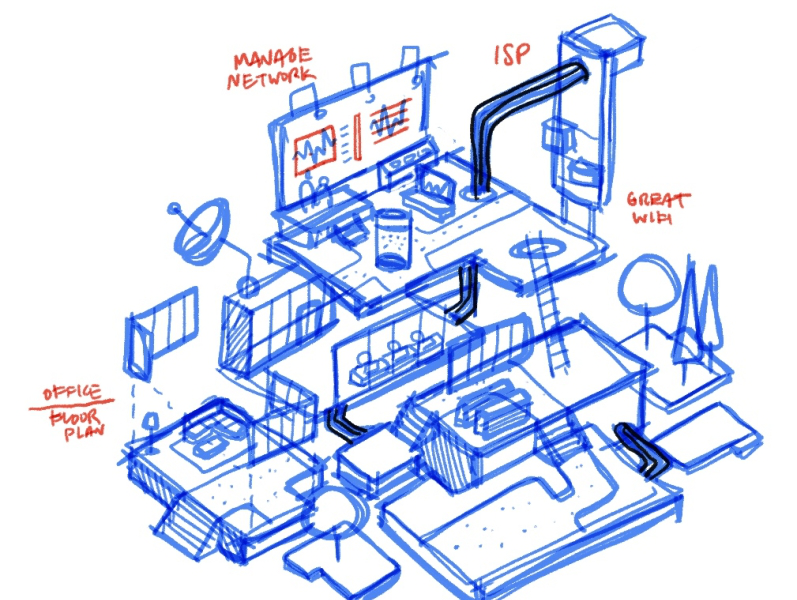 MANAGE
NETWORK
ISP
GREAT
WIFI
OFFICE
FLOOR
PLAN